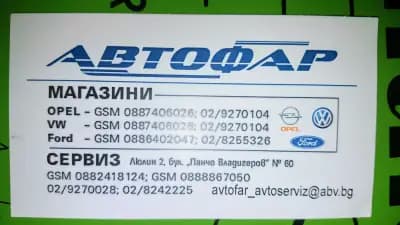 АВТОФАР
МАГАЗИНИ
OPEL – GSM 0887406026; 02/9270104
VW – GSM 0887406026; 02/9270104
Ford – GSM 0886402047; 02/8255326
OPEL
Ford
СЕРВИЗ Люлин 2, бул. „Панчо Владигеров" № 60
GSM 0882418124; GSM 0888867050
02/9270028; 02/8242225 avtofar_avtoserviz@abv.bg